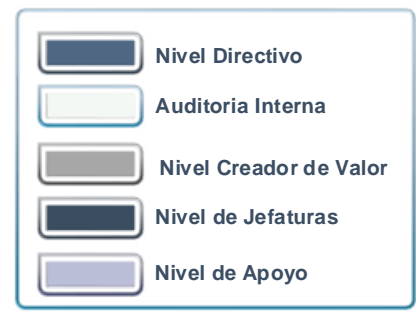 Nivel Directivo
Auditoria Interna
Nivel Creador de Valor
Nivel de Jefaturas
Nivel de Apoyo